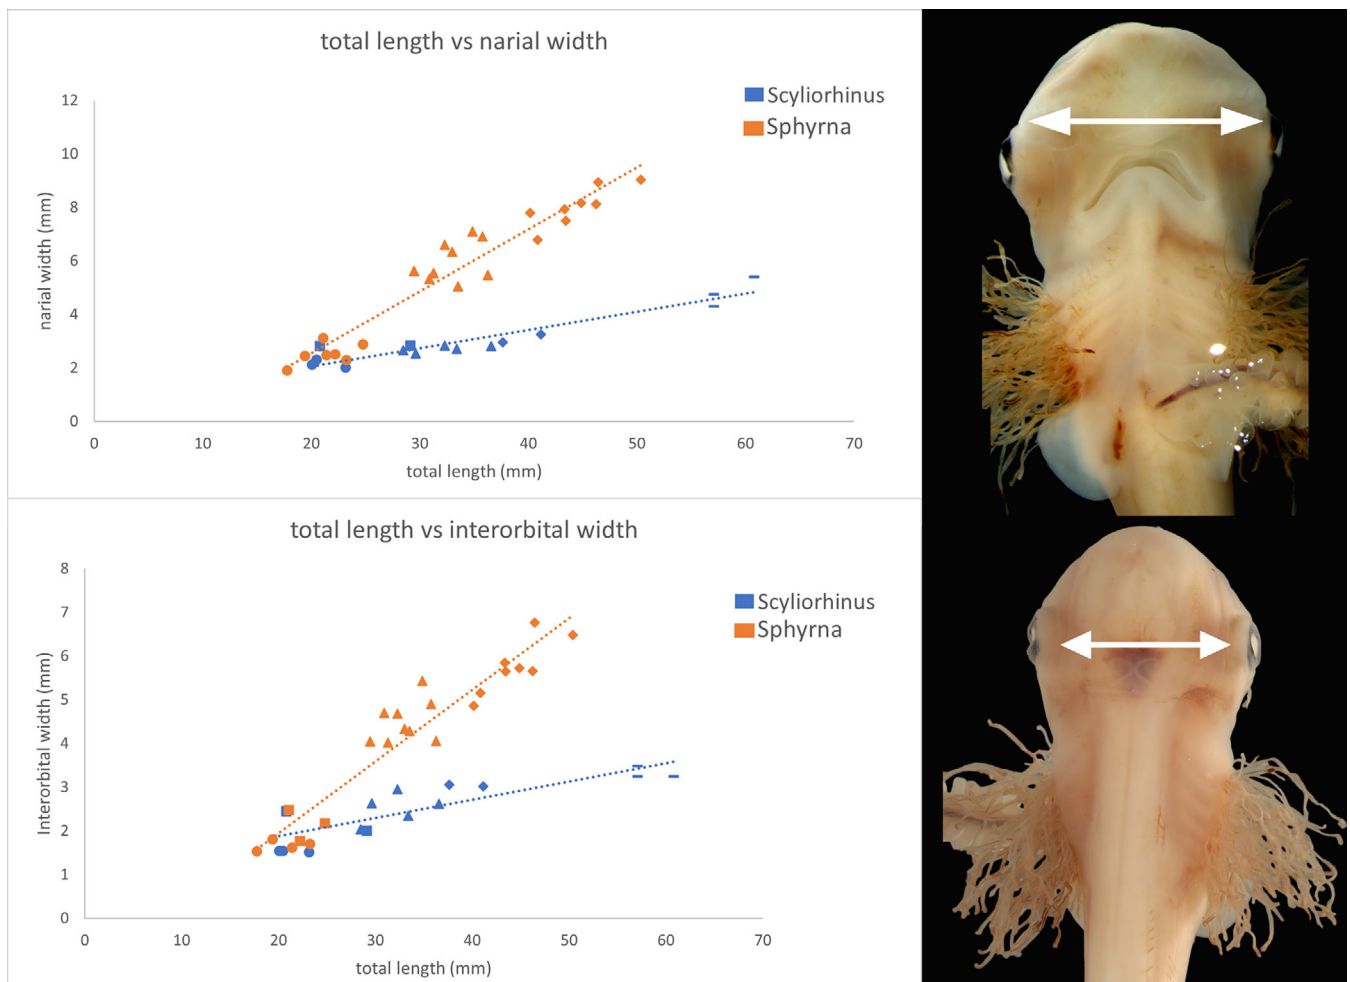 total length vs narial width
Scyliorhinus
Sphyrna
narial width (mm)
12
10
8
6
4
2
0
0 10 20 30 40 50 60 70
total length (mm)
total length vs interorbital width
Scyliorhinus
Sphyrna
Interorbital width (mm)
8
7
6
5
4
3
2
1
0
0 10 20 30 40 50 60 70
total length (mm)